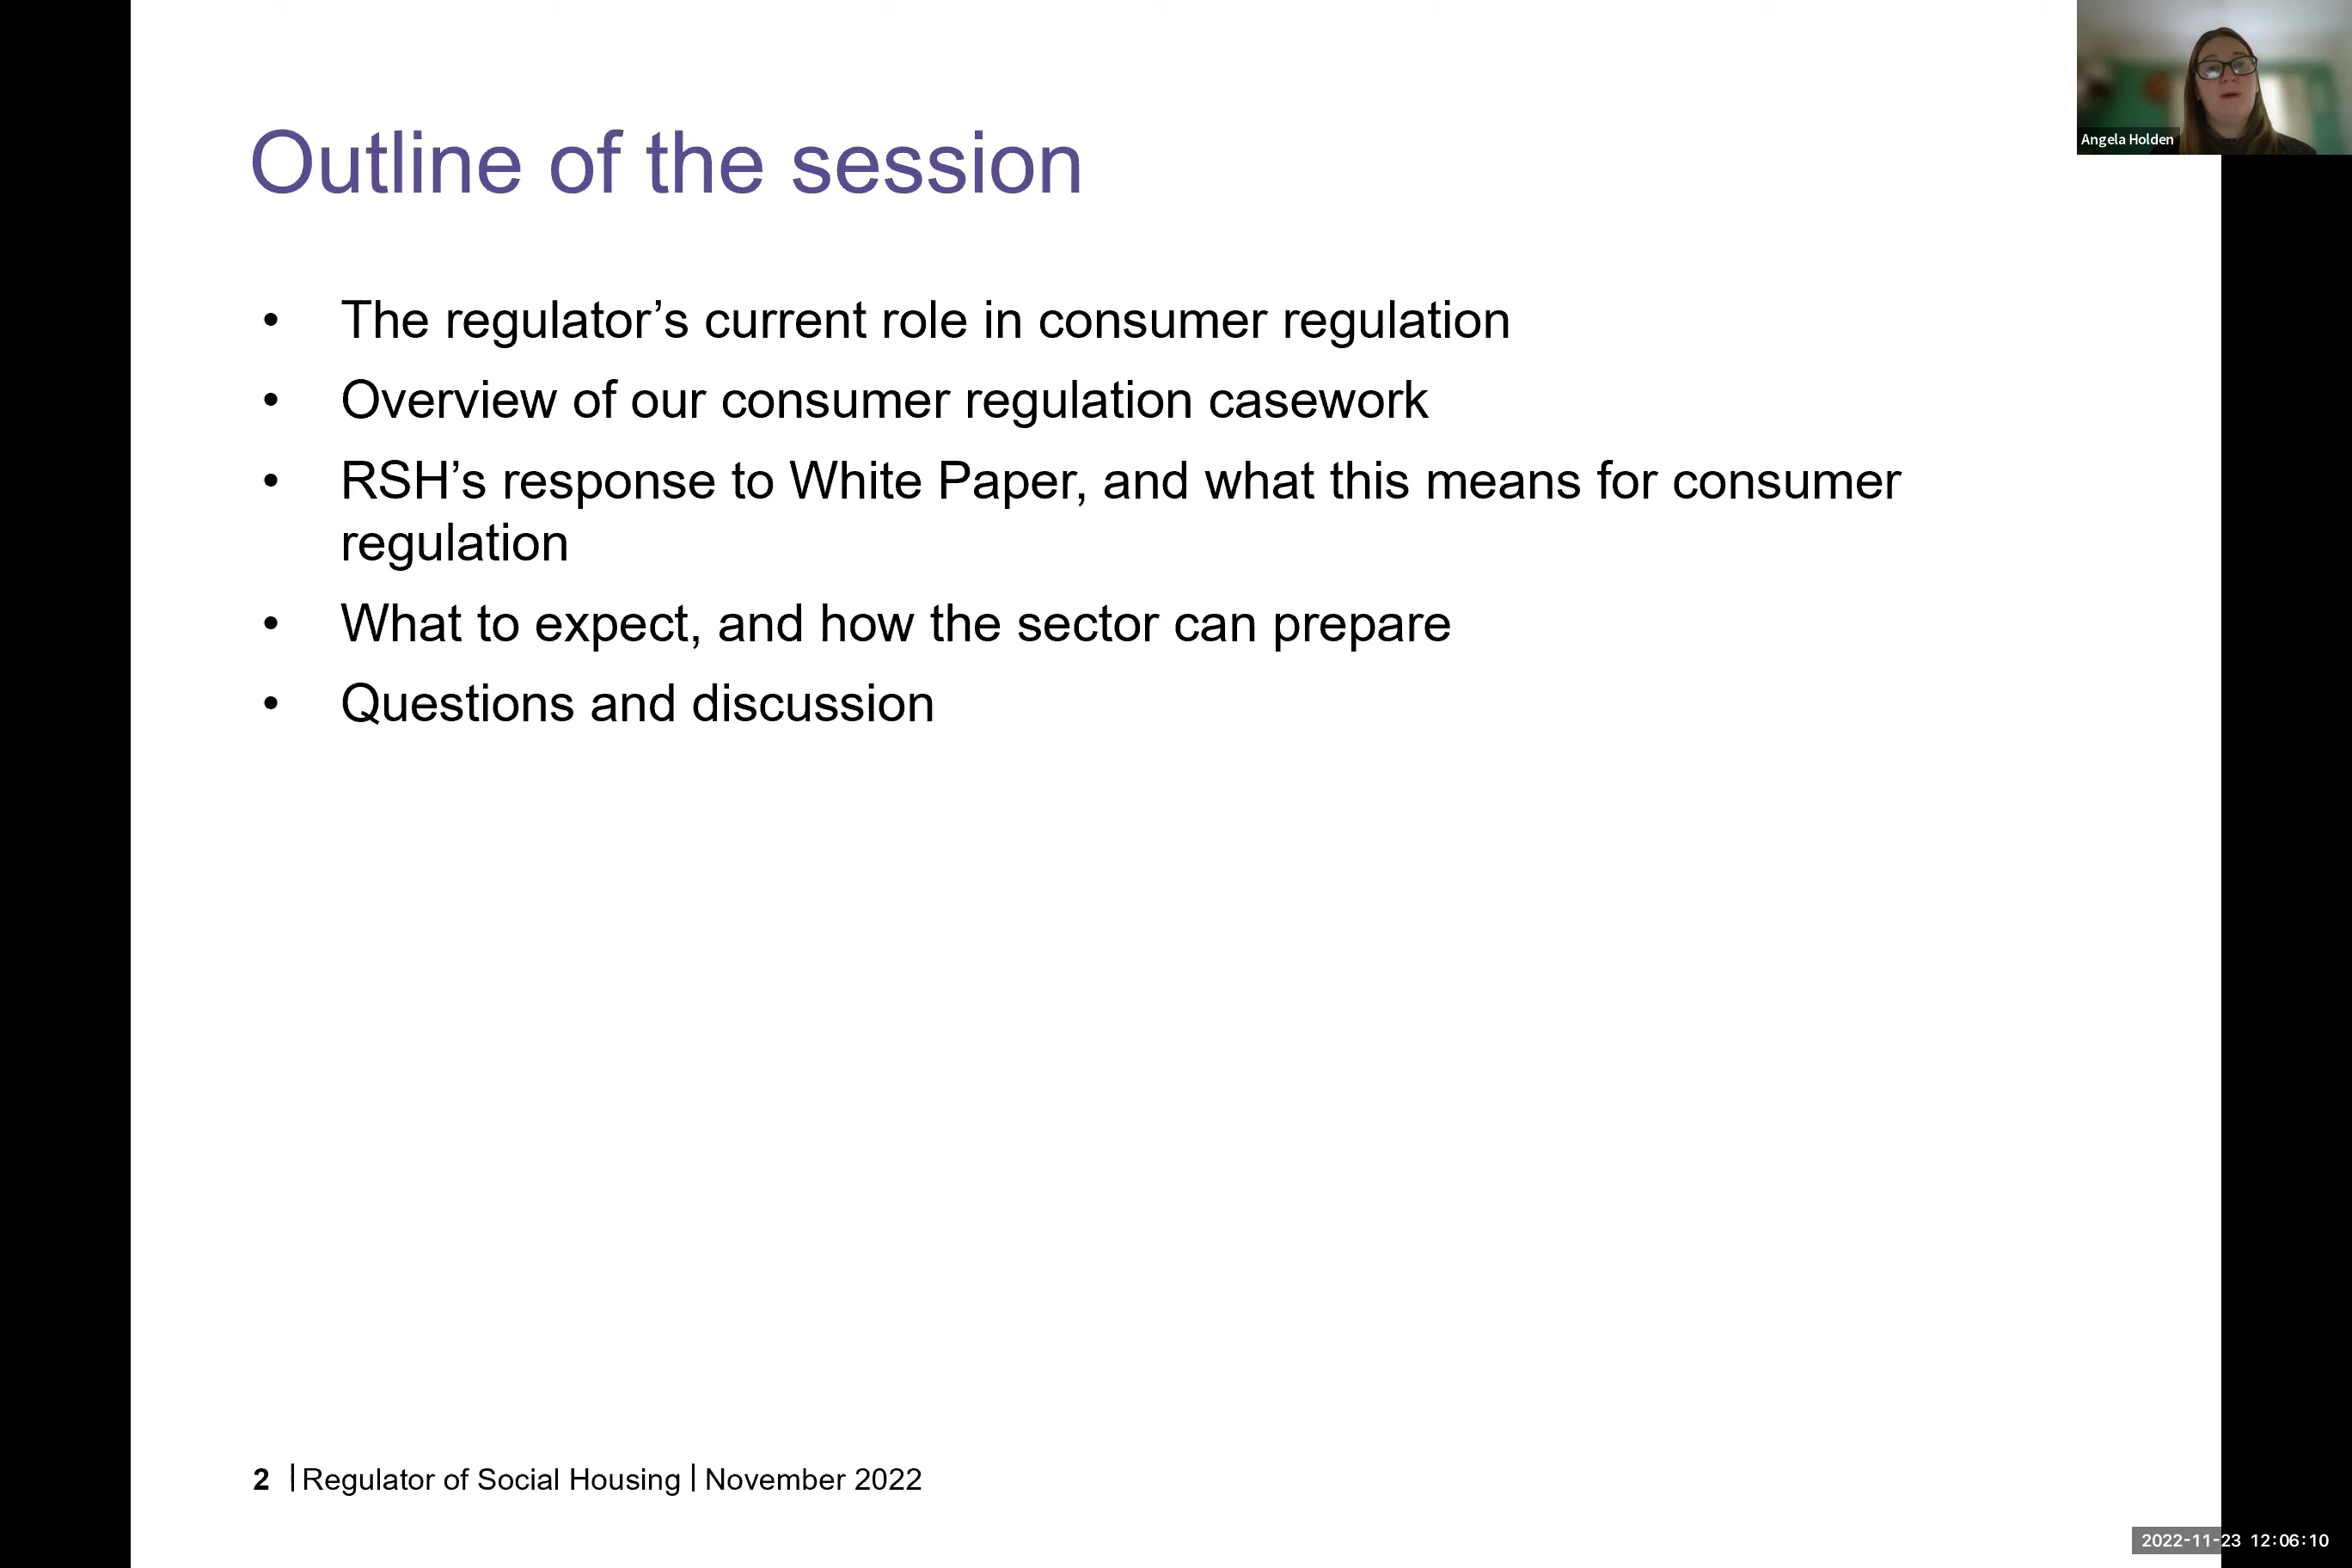 Outline of the session
• The regulator’s current role in consumer regulation
• Overview of our consumer regulation casework
• RSH’s response to White Paper, and what this means for consumer
regulation
• What to expect, and how the sector can prepare
• Questions and discussion
2 | Regulator of Social Housing | November 2022
Angela Holden
2022-11-23 12:06:10